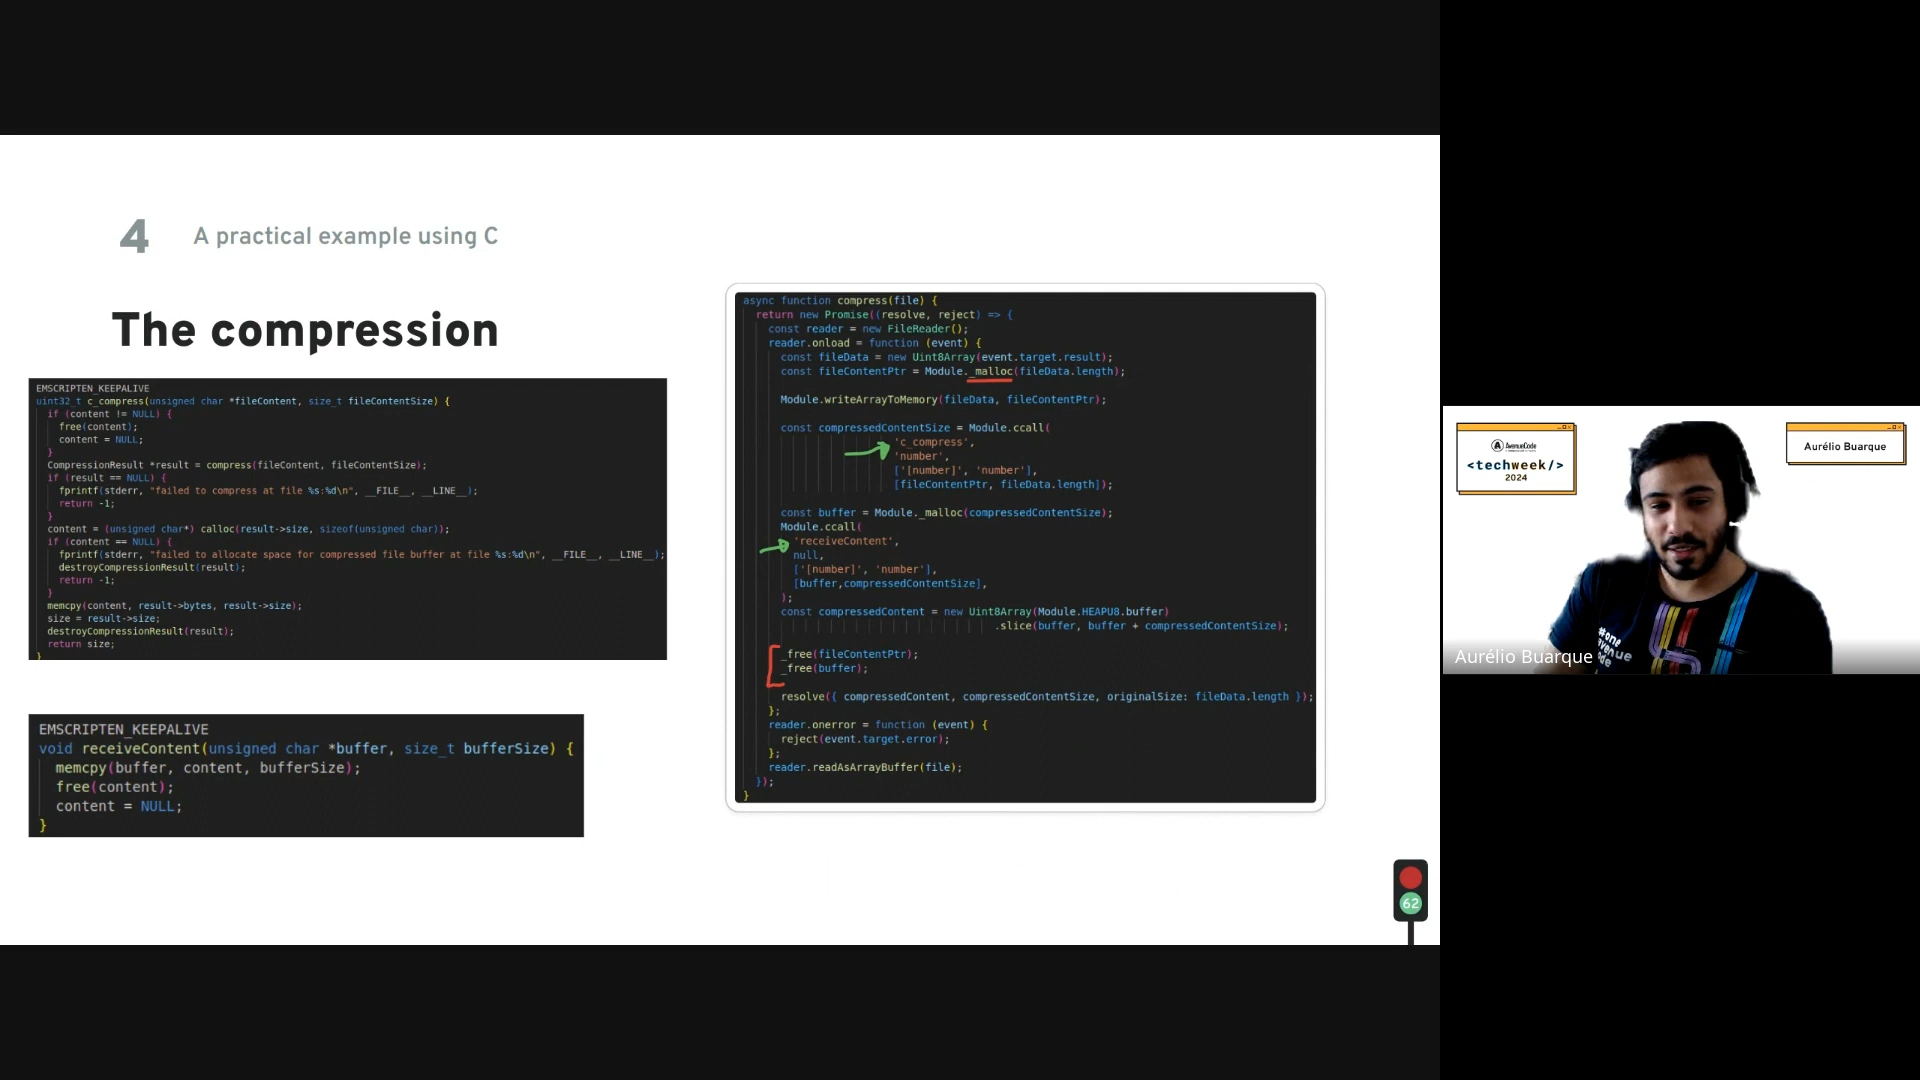 4 A practical example using C
The compression
EMSCRIPTEN_KEEPALIVE
uint32_t c_compress(unsigned char *fileContent, size_t fileContentSize) {
if (content != NULL) {
free(content);
content = NULL;
}
CompressionResult *result = compress(fileContent, fileContentSize);
if (result == NULL) {
fprintf(stderr, "failed to compress at file %s:%d\n", __FILE__, __LINE__);
return -1;
}
content = (unsigned char*) calloc(result->size, sizeof(unsigned char));
if (content == NULL) {
fprintf(stderr, "failed to allocate space for compressed file buffer at file %s:%d\n", __FILE__, __LINE__);
destroyCompressionResult(result);
return -1;
}
memcpy(content, result->bytes, result->size);
size = result->size;
destroyCompressionResult(result);
return size;
}
EMSCRIPTEN_KEEPALIVE
void receiveContent(unsigned char *buffer, size_t bufferSize) {
memcpy(buffer, content, bufferSize);
free(content);
content = NULL;
}
async function compress(file) {
return new Promise((resolve, reject) => {
const reader = new FileReader();
reader.onload = function (event) {
const fileData = new Uint8Array(event.target.result);
const fileContentPtr = Module._malloc(fileData.length);
Module.writeArrayToMemory(fileData, fileContentPtr);
const compressedContentSize = Module.ccall(
'c_compress',
'number',
['[number]', 'number'],
[fileContentPtr, fileData.length]);
const buffer = Module._malloc(compressedContentSize);
Module.ccall(
'receiveContent',
null,
['[number]', 'number'],
[buffer,compressedContentSize],
);
const compressedContent = new Uint8Array(Module.HEAPU8.buffer)
.slice(buffer, buffer + compressedContentSize);
_free(fileContentPtr);
_free(buffer);
resolve({ compressedContent, compressedContentSize, originalSize: fileData.length });
};
reader.onerror = function (event) {
reject(event.target.error);
};
reader.readAsArrayBuffer(file);
});
}
62
AvenueCode
<techweek/>
2024
Aurélio Buarque
#one
avenue
code
Aurélio Buarque